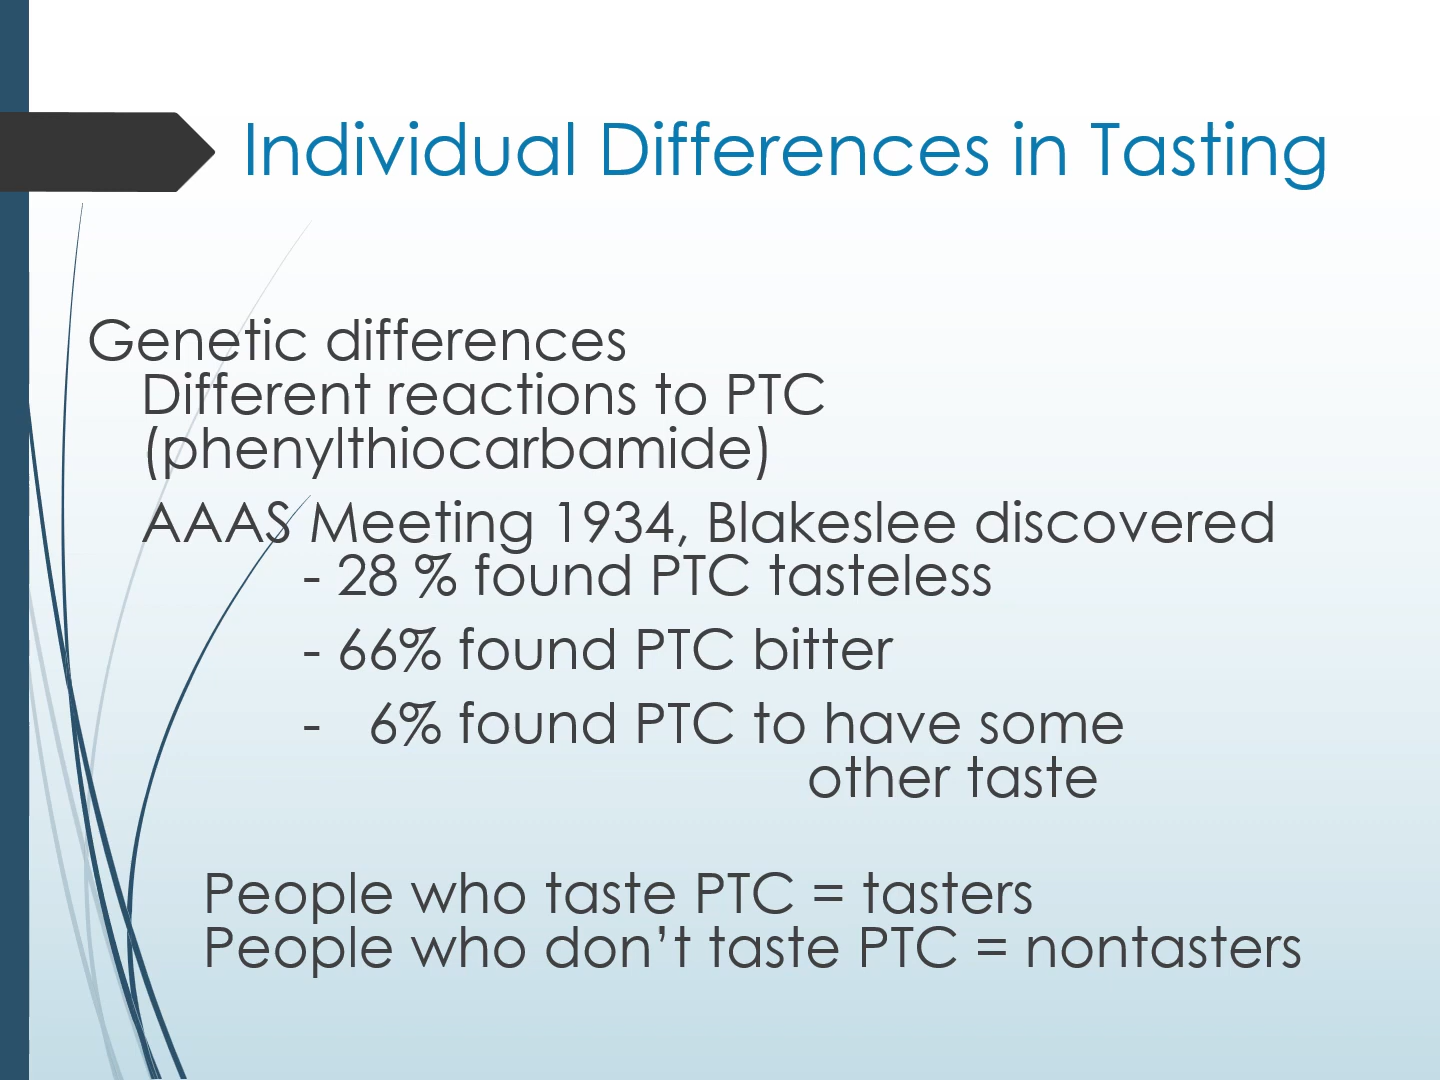 Individual Differences in Tasting
Genetic differences
Different reactions to PTC
(phenylthiocarbamide)
AAAS Meeting 1934, Blakeslee discovered
- 28 % found PTC tasteless
- 66% found PTC bitter
- 6% found PTC to have some
other taste
People who taste PTC = tasters
People who don’t taste PTC = nontasters